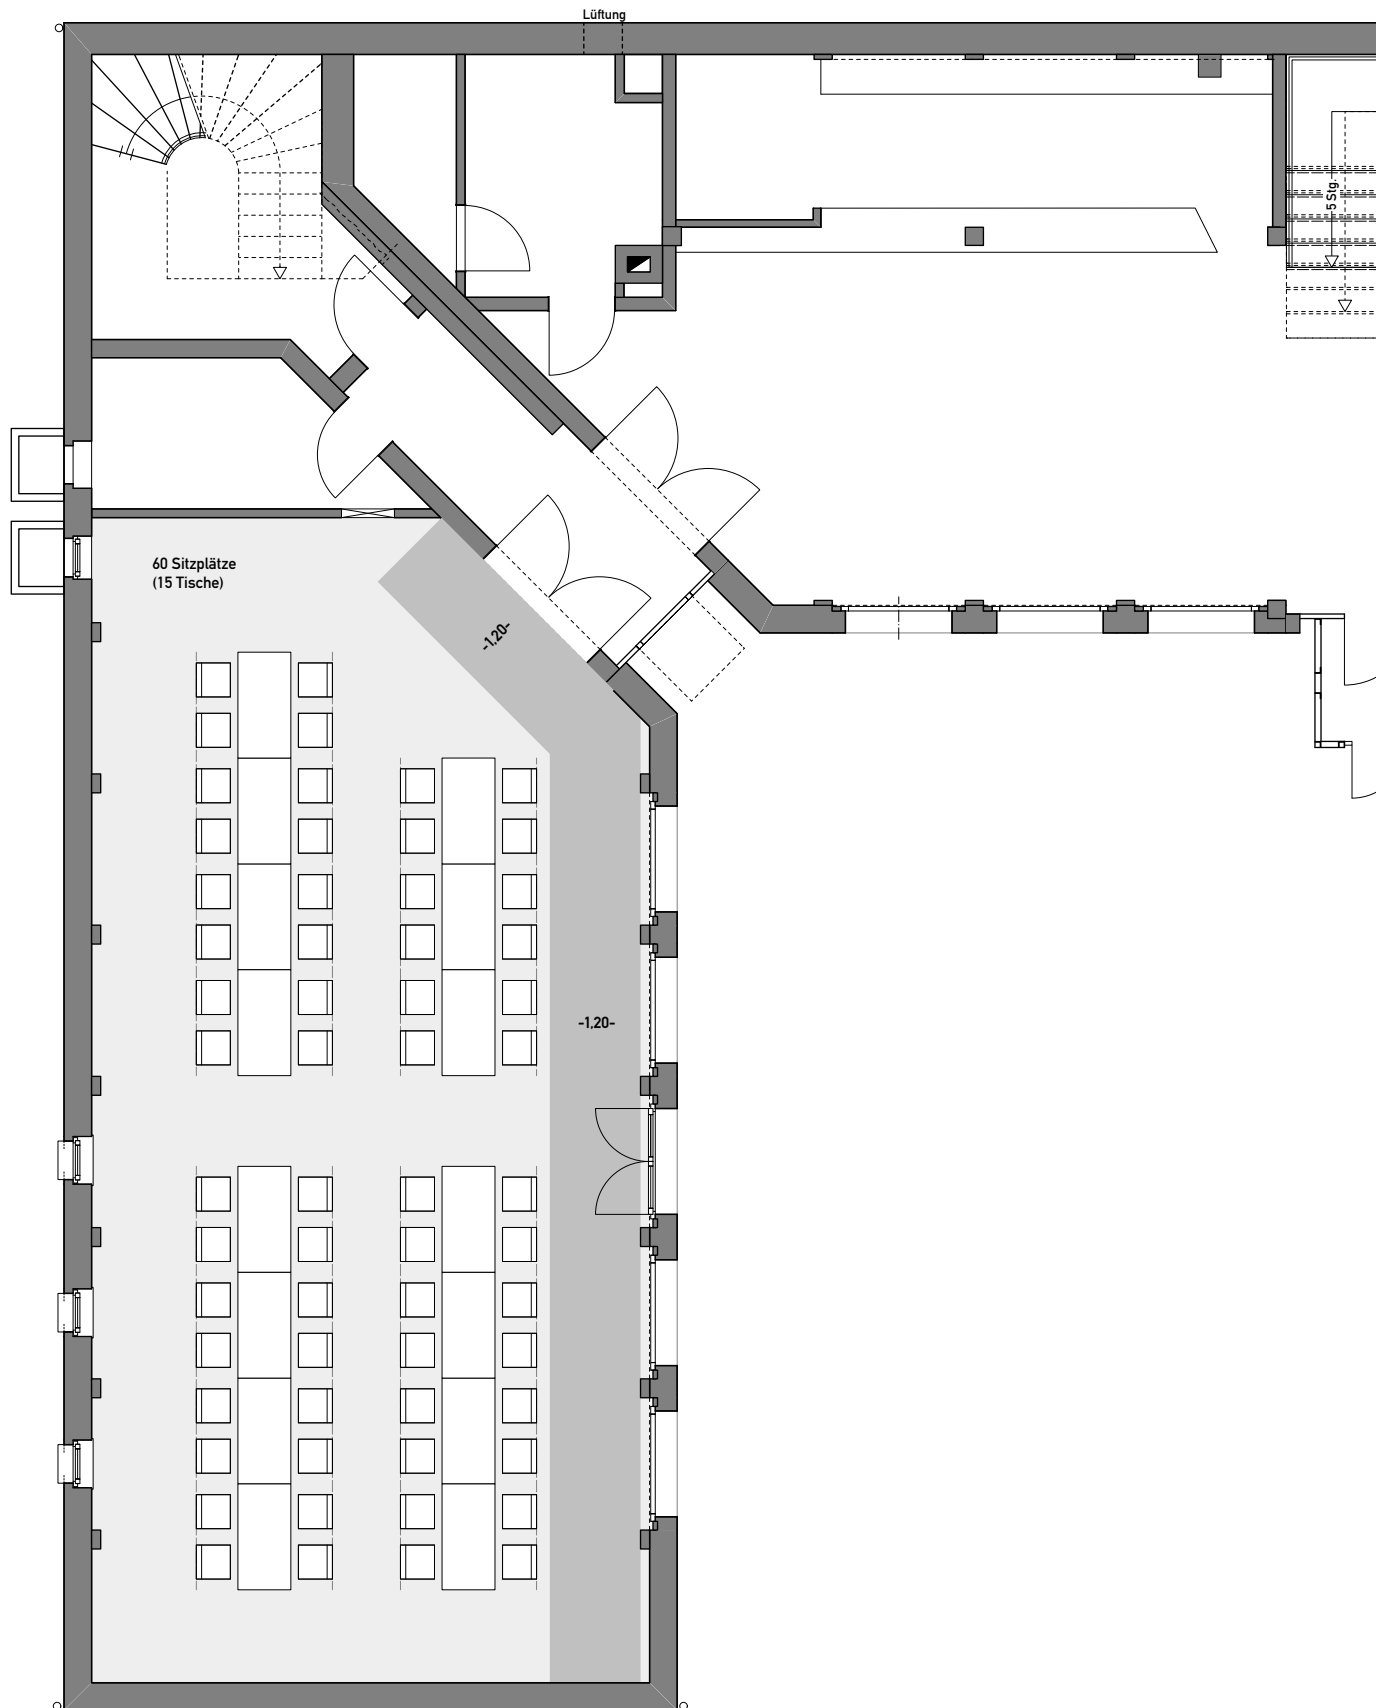 Lüftung
5 Stg.
60 Sitzplätze
(15 Tische)
-1,20-
-1,20-